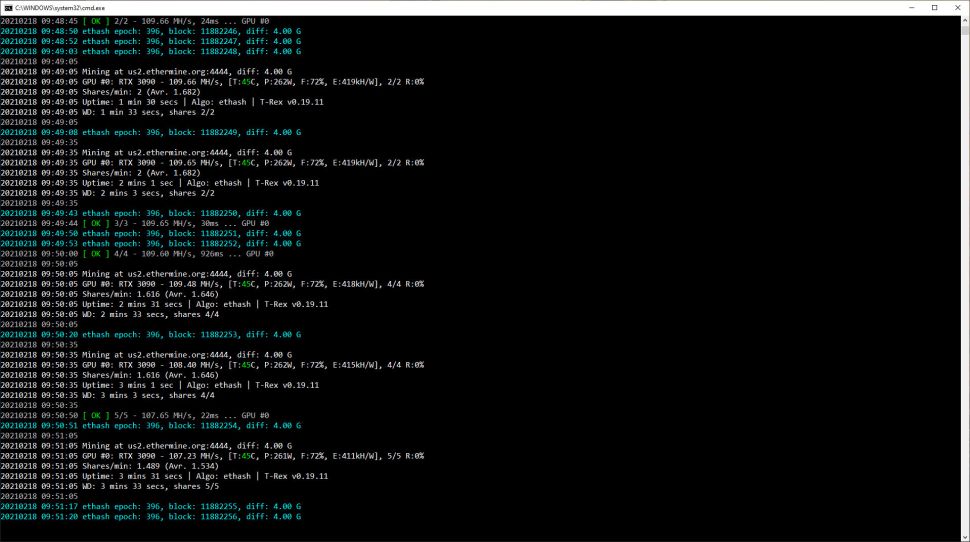 C:\WINDOWS\system32\cmd.exe
20210218 09:48:45 [ OK ] 2/2 - 109.66 MH/s, 24ms ... GPU #0
20210218 09:48:50 ethash epoch: 396, block: 11882246, diff: 4.00 G
20210218 09:48:52 ethash epoch: 396, block: 11882247, diff: 4.00 G
20210218 09:49:03 ethash epoch: 396, block: 11882248, diff: 4.00 G
20210218 09:49:05
20210218 09:49:05 Mining at us2.ethermine.org:4444, diff: 4.00 G
20210218 09:49:05 GPU #0: RTX 3090 - 109.66 MH/s, [T:45C, P:262W, F:72%, E:419kH/W], 2/2 R:0%
20210218 09:49:05 Shares/min: 2 (Avr. 1.682)
20210218 09:49:05 Uptime: 1 min 30 secs | Algo: ethash | T-Rex v0.19.11
20210218 09:49:05 WD: 1 min 33 secs, shares 2/2
20210218 09:49:05
20210218 09:49:08 ethash epoch: 396, block: 11882249, diff: 4.00 G
20210218 09:49:35
20210218 09:49:35 Mining at us2.ethermine.org:4444, diff: 4.00 G
20210218 09:49:35 GPU #0: RTX 3090 - 109.65 MH/s, [T:45C, P:262W, F:72%, E:419kH/W], 2/2 R:0%
20210218 09:49:35 Shares/min: 2 (Avr. 1.682)
20210218 09:49:35 Uptime: 2 mins 1 sec | Algo: ethash | T-Rex v0.19.11
20210218 09:49:35 WD: 2 mins 3 secs, shares 2/2
20210218 09:49:35
20210218 09:49:43 ethash epoch: 396, block: 11882250, diff: 4.00 G
20210218 09:49:44 [ OK ] 3/3 - 109.65 MH/s, 30ms ... GPU #0
20210218 09:49:50 ethash epoch: 396, block: 11882251, diff: 4.00 G
20210218 09:49:53 ethash epoch: 396, block: 11882252, diff: 4.00 G
20210218 09:50:00 [ OK ] 4/4 - 109.60 MH/s, 926ms ... GPU #0
20210218 09:50:05
20210218 09:50:05 Mining at us2.ethermine.org:4444, diff: 4.00 G
20210218 09:50:05 GPU #0: RTX 3090 - 109.48 MH/s, [T:45C, P:262W, F:72%, E:418kH/W], 4/4 R:0%
20210218 09:50:05 Shares/min: 1.616 (Avr. 1.646)
20210218 09:50:05 Uptime: 2 mins 31 secs | Algo: ethash | T-Rex v0.19.11
20210218 09:50:05 WD: 2 mins 33 secs, shares 4/4
20210218 09:50:05
20210218 09:50:20 ethash epoch: 396, block: 11882253, diff: 4.00 G
20210218 09:50:35
20210218 09:50:35 Mining at us2.ethermine.org:4444, diff: 4.00 G
20210218 09:50:35 GPU #0: RTX 3090 - 108.40 MH/s, [T:45C, P:262W, F:72%, E:415kH/W], 4/4 R:0%
20210218 09:50:35 Shares/min: 1.616 (Avr. 1.646)
20210218 09:50:35 Uptime: 3 mins 1 sec | Algo: ethash | T-Rex v0.19.11
20210218 09:50:35 WD: 3 mins 3 secs, shares 4/4
20210218 09:50:35
20210218 09:50:50 [ OK ] 5/5 - 107.65 MH/s, 22ms ... GPU #0
20210218 09:50:51 ethash epoch: 396, block: 11882254, diff: 4.00 G
20210218 09:51:05
20210218 09:51:05 Mining at us2.ethermine.org:4444, diff: 4.00 G
20210218 09:51:05 GPU #0: RTX 3090 - 107.23 MH/s, [T:45C, P:261W, F:72%, E:411kH/W], 5/5 R:0%
20210218 09:51:05 Shares/min: 1.489 (Avr. 1.534)
20210218 09:51:05 Uptime: 3 mins 31 secs | Algo: ethash | T-Rex v0.19.11
20210218 09:51:05 WD: 3 mins 33 secs, shares 5/5
20210218 09:51:05
20210218 09:51:17 ethash epoch: 396, block: 11882255, diff: 4.00 G
20210218 09:51:20 ethash epoch: 396, block: 11882256, diff: 4.00 G